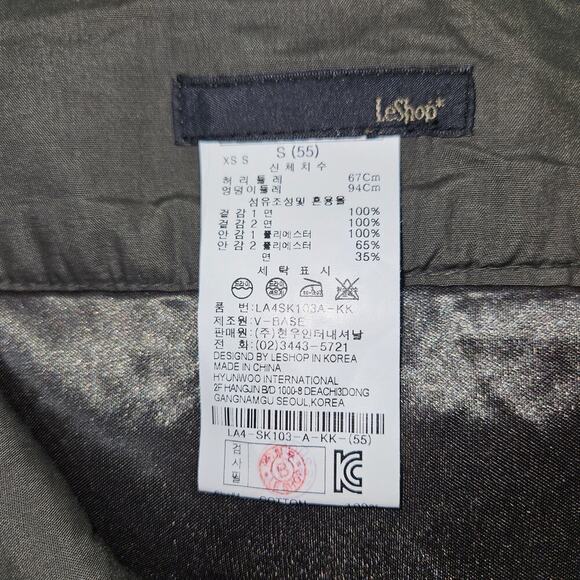 LeShop*
S (55)
XS S
신체치수
허리둘레 67Cm
엉덩이둘레 94Cm
섬유조성및 혼용율
겉감1 면 100%
겉감2 면 100%
안감1 폴리에스터 100%
안감2 폴리에스터 65%
면 35%
세탁표시
품 번:LA4SK103A-KK
제조원:V-BASE
판매원:(주)현우인터내셔날
전 화:(02)3443-5721
DESIGND BY LESHOP IN KOREA
MADE IN CHINA
HYUNWOO INTERNATIONAL
2F HANGJIN B/D 1000-8 DEACHI3DONG
GANGNAMGU SEOUL,KOREA
LA4-SK103-A-KK-(55)
검사필